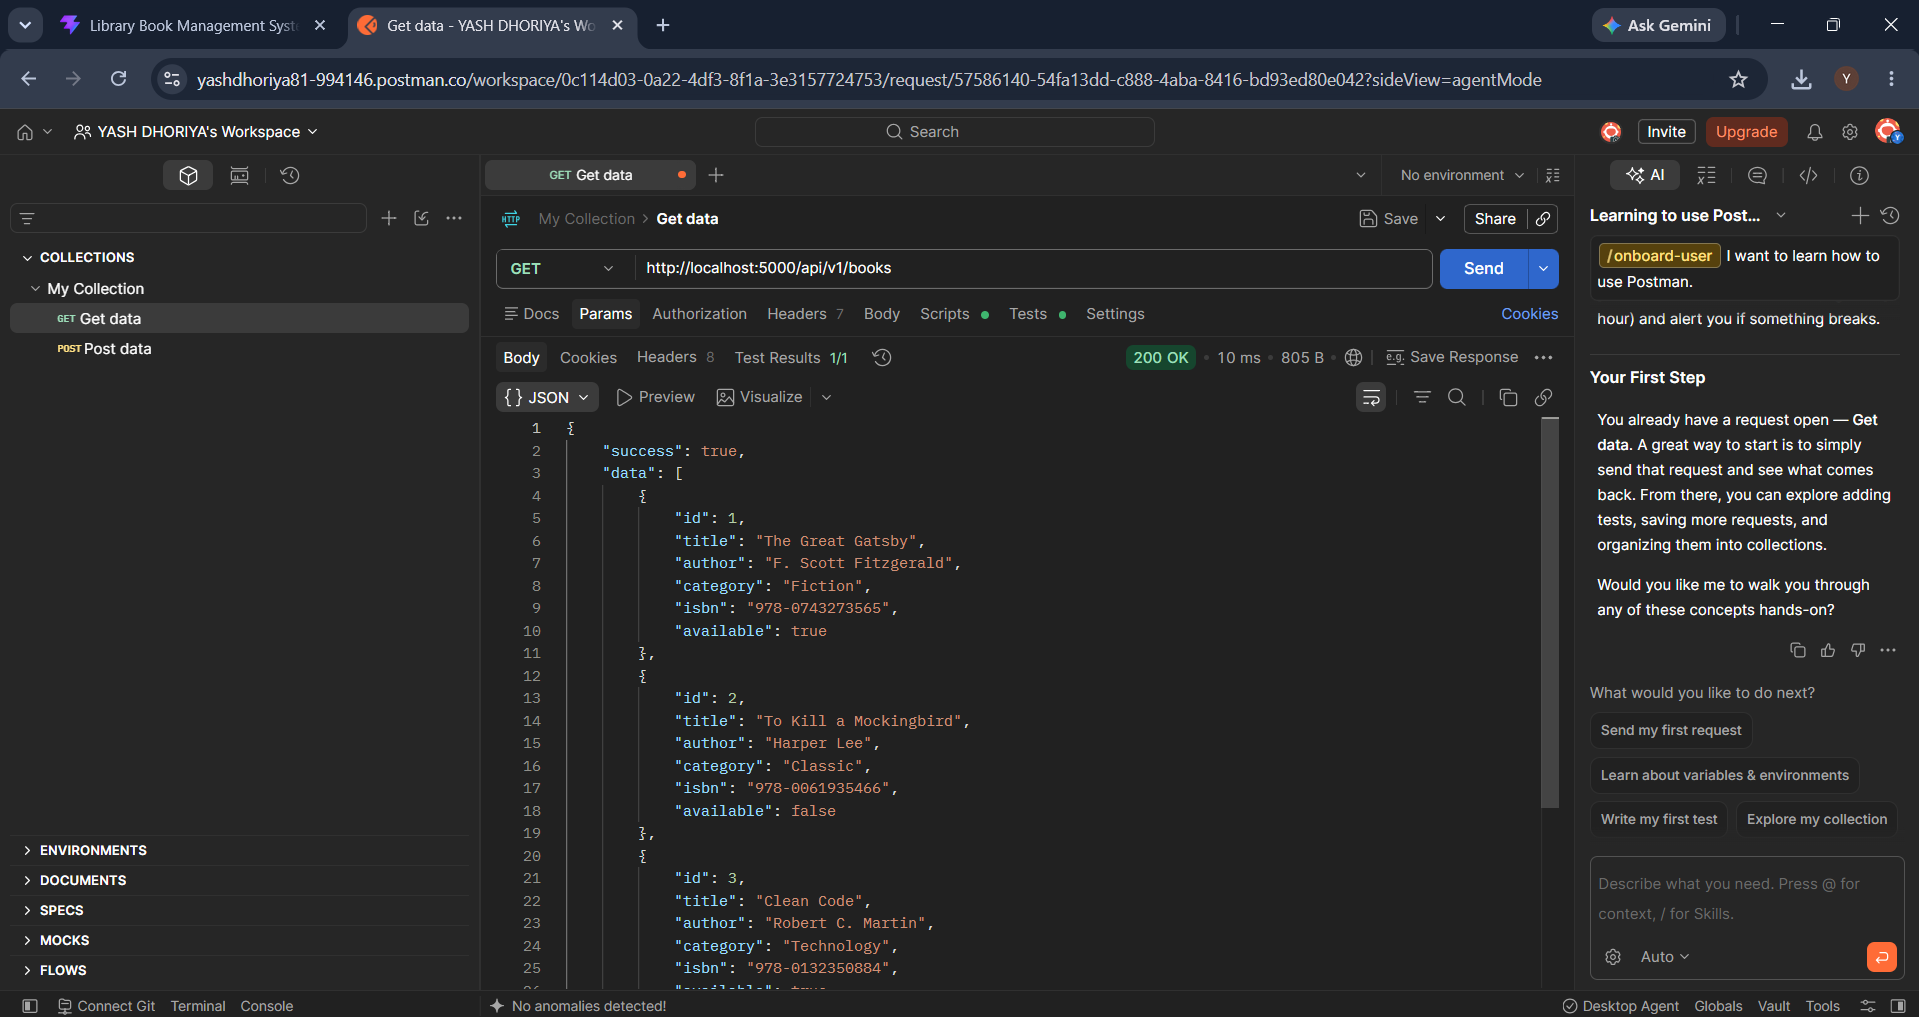 Library Book Management Syst
Get data - YASH DHORIYA's Wo
Ask Gemini
yashdhoriya81-994146.postman.co/workspace/0c114d03-0a22-4df3-8f1a-3e3157724753/request/57586140-54fa13dd-c888-4aba-8416-bd93ed80e042?sideView=agentMode
Y
YASH DHORIYA's Workspace
Search
Invite
Upgrade
Y
COLLECTIONS
My Collection
GET Get data
POST Post data
ENVIRONMENTS
DOCUMENTS
SPECS
MOCKS
FLOWS
GET Get data
No environment
HTTP My Collection > Get data
Save
Share
GET
http://localhost:5000/api/v1/books
Send
Docs Params Authorization Headers 7 Body Scripts Tests Settings
Cookies
Body Cookies Headers 8 Test Results 1/1
200 OK • 10 ms • 805 B
e.g. Save Response
{} JSON
Preview
Visualize
1 {
2 "success": true,
3 "data": [
4 {
5 "id": 1,
6 "title": "The Great Gatsby",
7 "author": "F. Scott Fitzgerald",
8 "category": "Fiction",
9 "isbn": "978-0743273565",
10 "available": true
11 },
12 {
13 "id": 2,
14 "title": "To Kill a Mockingbird",
15 "author": "Harper Lee",
16 "category": "Classic",
17 "isbn": "978-0061935466",
18 "available": false
19 },
20 {
21 "id": 3,
22 "title": "Clean Code",
23 "author": "Robert C. Martin",
24 "category": "Technology",
25 "isbn": "978-0132350884",
AI
Learning to use Post...
/onboard-user I want to learn how to
use Postman.
hour) and alert you if something breaks.
Your First Step
You already have a request open — Get
data. A great way to start is to simply
send that request and see what comes
back. From there, you can explore adding
tests, saving more requests, and
organizing them into collections.
Would you like me to walk you through
any of these concepts hands-on?
What would you like to do next?
Send my first request
Learn about variables & environments
Write my first test
Explore my collection
Describe what you need. Press @ for
context, / for Skills.
Auto
Connect Git
Terminal
Console
No anomalies detected!
Desktop Agent
Globals
Vault
Tools